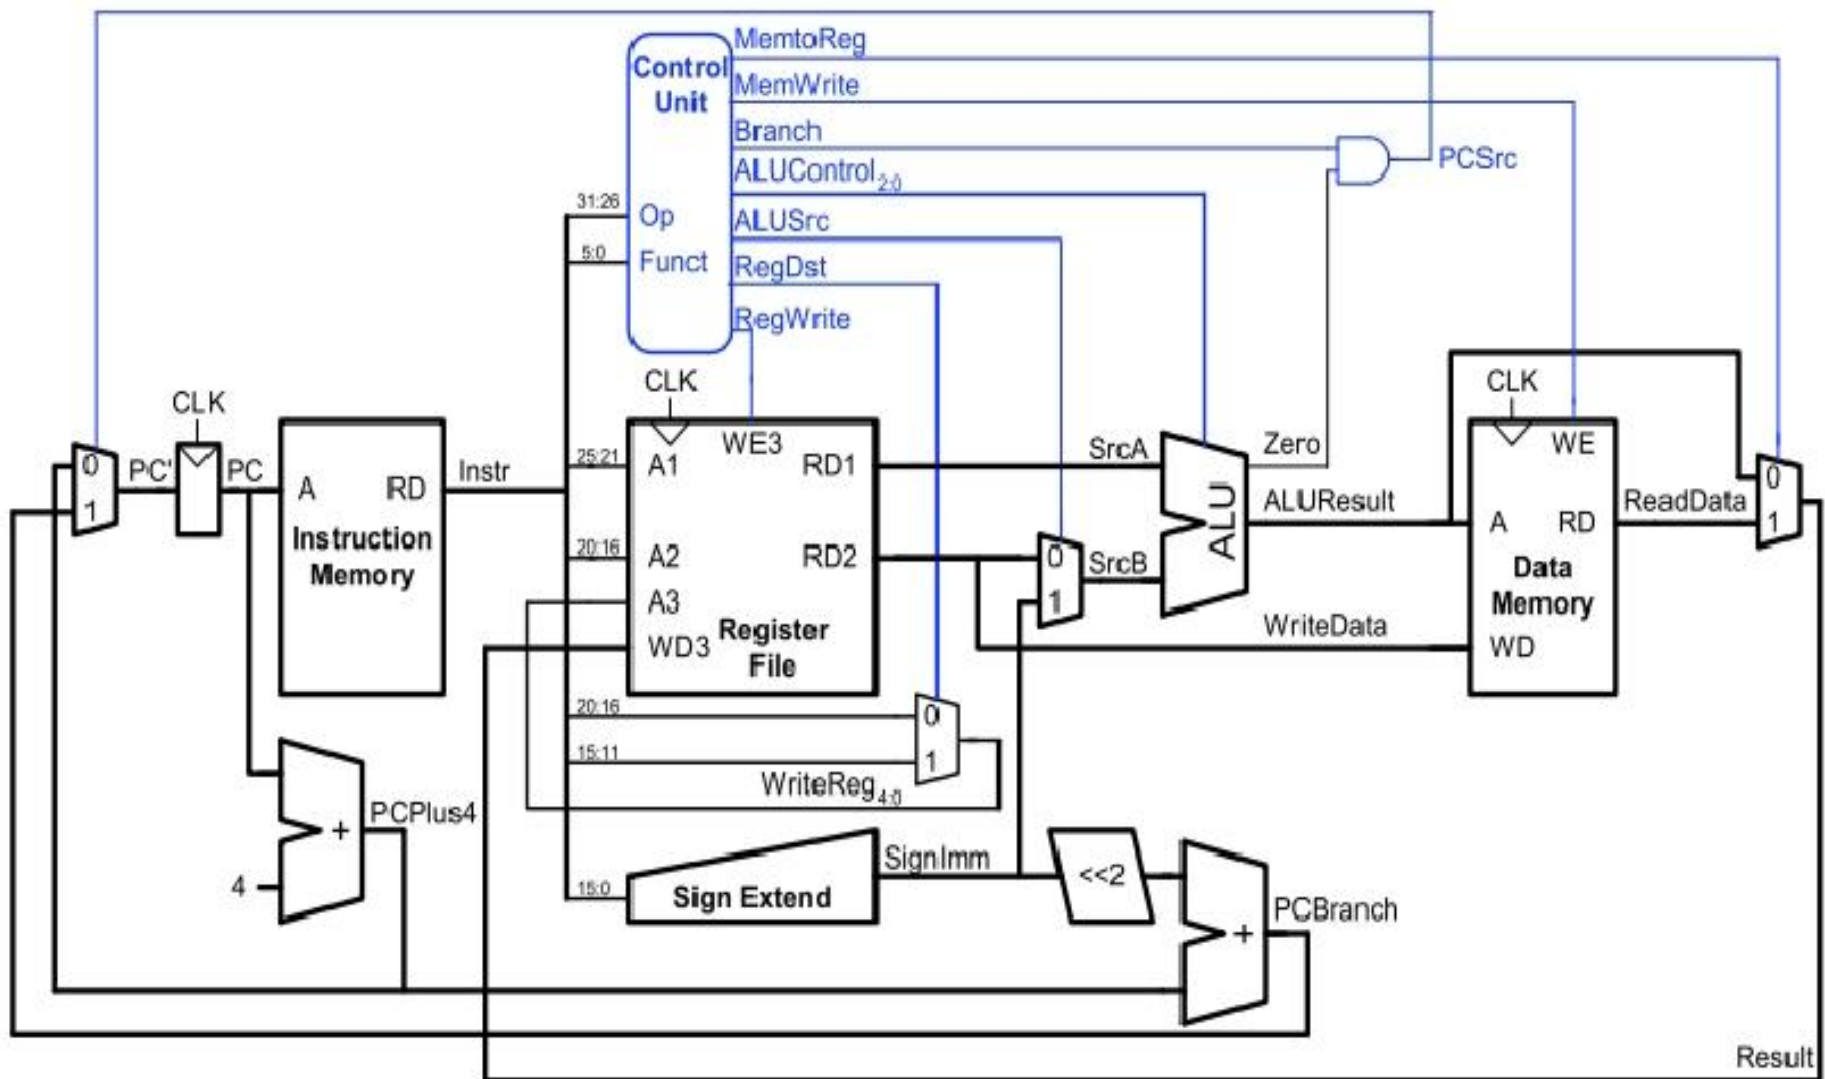 MemtoReg
Control
Unit
MemWrite
Branch
PCSrc
ALUControl2:0
31:26
Op
ALUSrc
5:0
Funct
RegDst
RegWrite
CLK
CLK
CLK
WE3
WE
0
PC'
PC
A
RD
Instr
25:21
A1
RD1
SrcA
Zero
0
1
Instruction
Memory
ALU
ALUResult
A
RD
ReadData
1
20:16
A2
RD2
0
SrcB
Data
Memory
A3
1
Register
File
WriteData
WD3
WD
20:16
0
15:11
1
WriteReg4:0
PCPlus4
+
4
SignImm
<<2
15:0
Sign Extend
PCBranch
+
Result